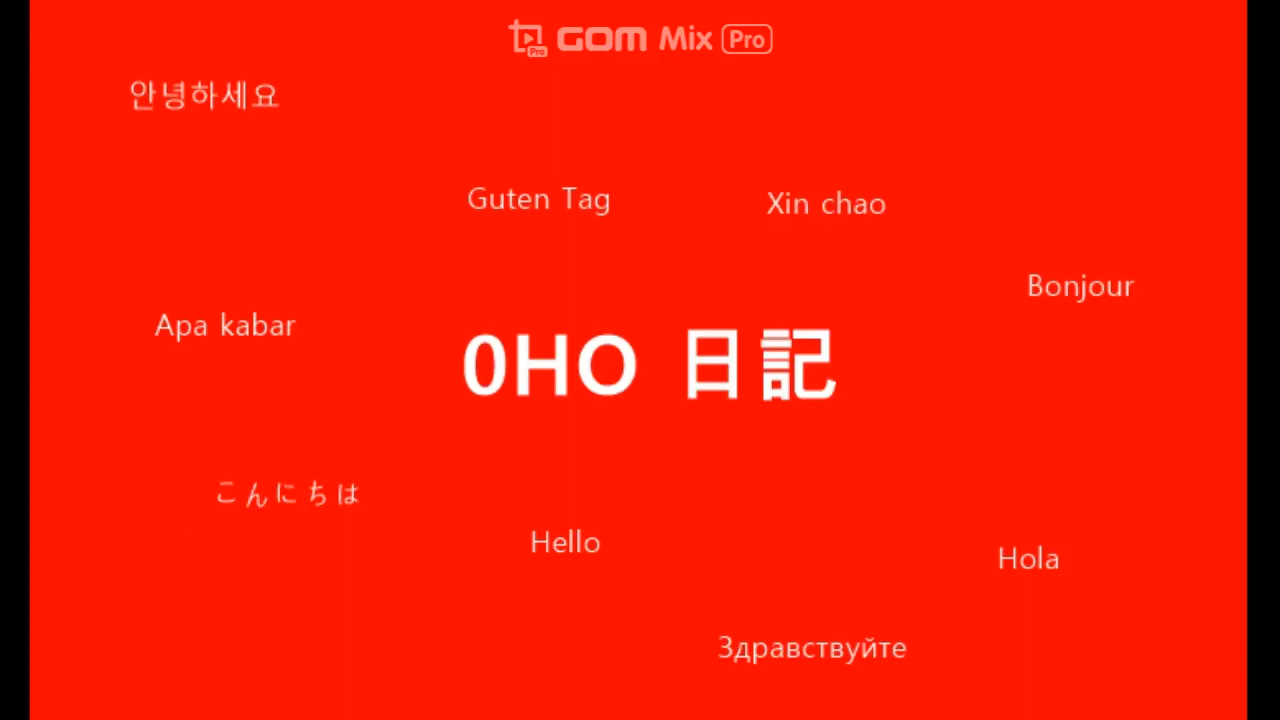 GOM Mix Pro
안녕하세요
Guten Tag
Xin chao
Bonjour
Apa kabar
0HO 日記
こんにちは
Hello
Hola
Здравствуйте